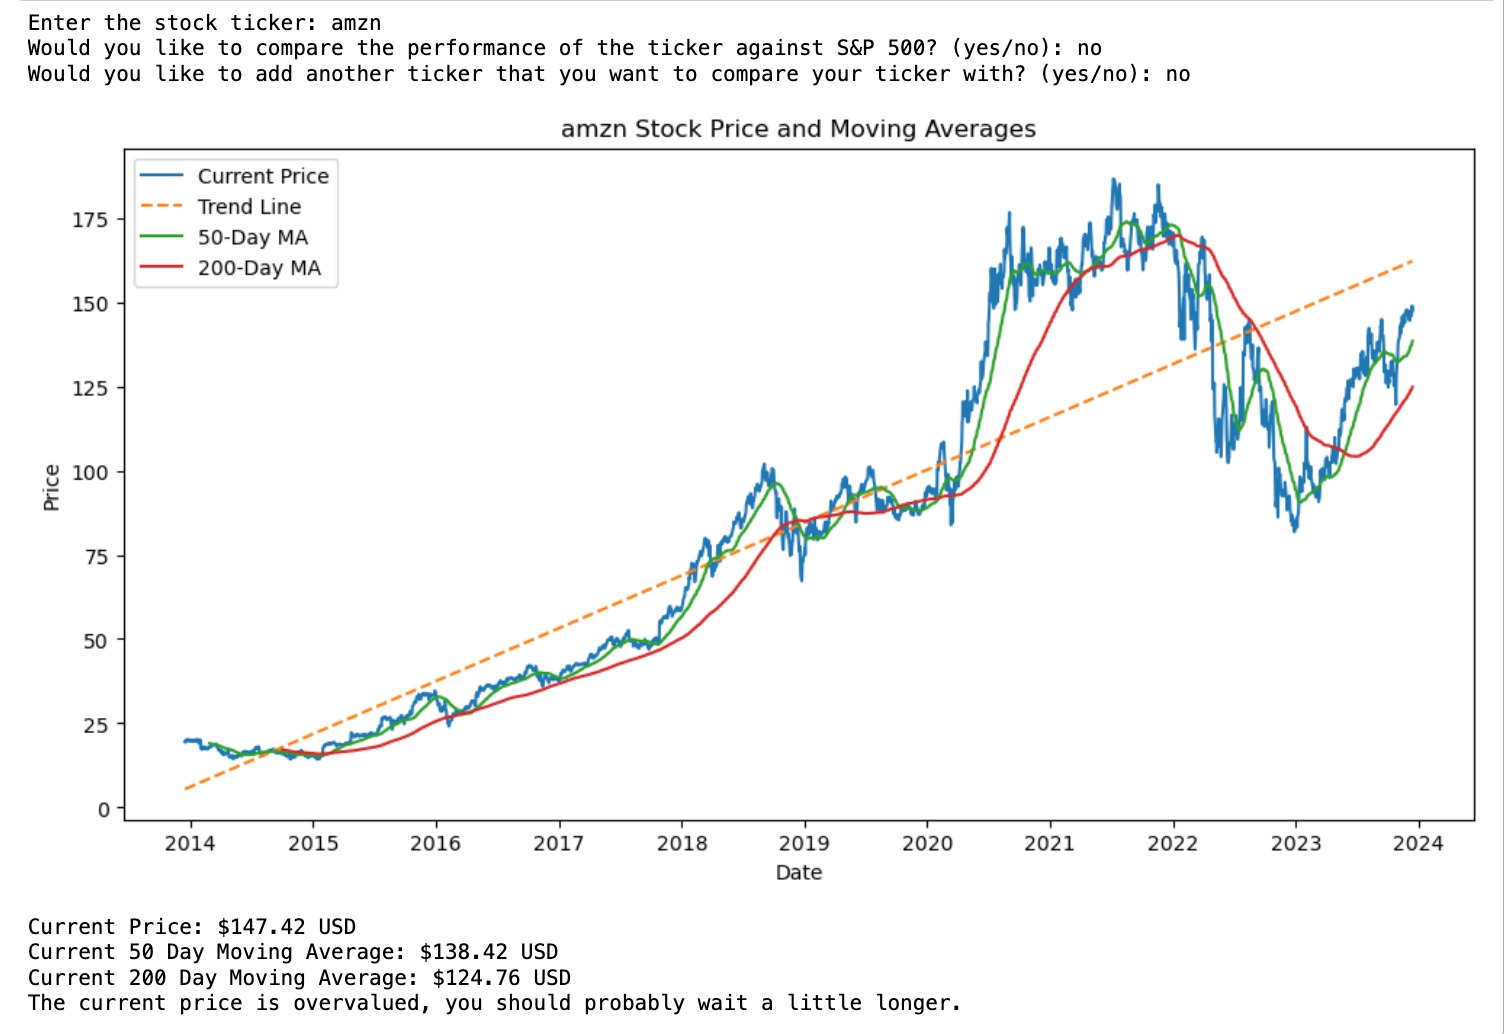 Enter the stock ticker: amzn
Would you like to compare the performance of the ticker against S&P 500? (yes/no): no
Would you like to add another ticker that you want to compare your ticker with? (yes/no): no
amzn Stock Price and Moving Averages
Current Price
Trend Line
50-Day MA
200-Day MA
Price
175
150
125
100
75
50
25
0
2014 2015 2016 2017 2018 2019 2020 2021 2022 2023 2024
Date
Current Price: $147.42 USD
Current 50 Day Moving Average: $138.42 USD
Current 200 Day Moving Average: $124.76 USD
The current price is overvalued, you should probably wait a little longer.